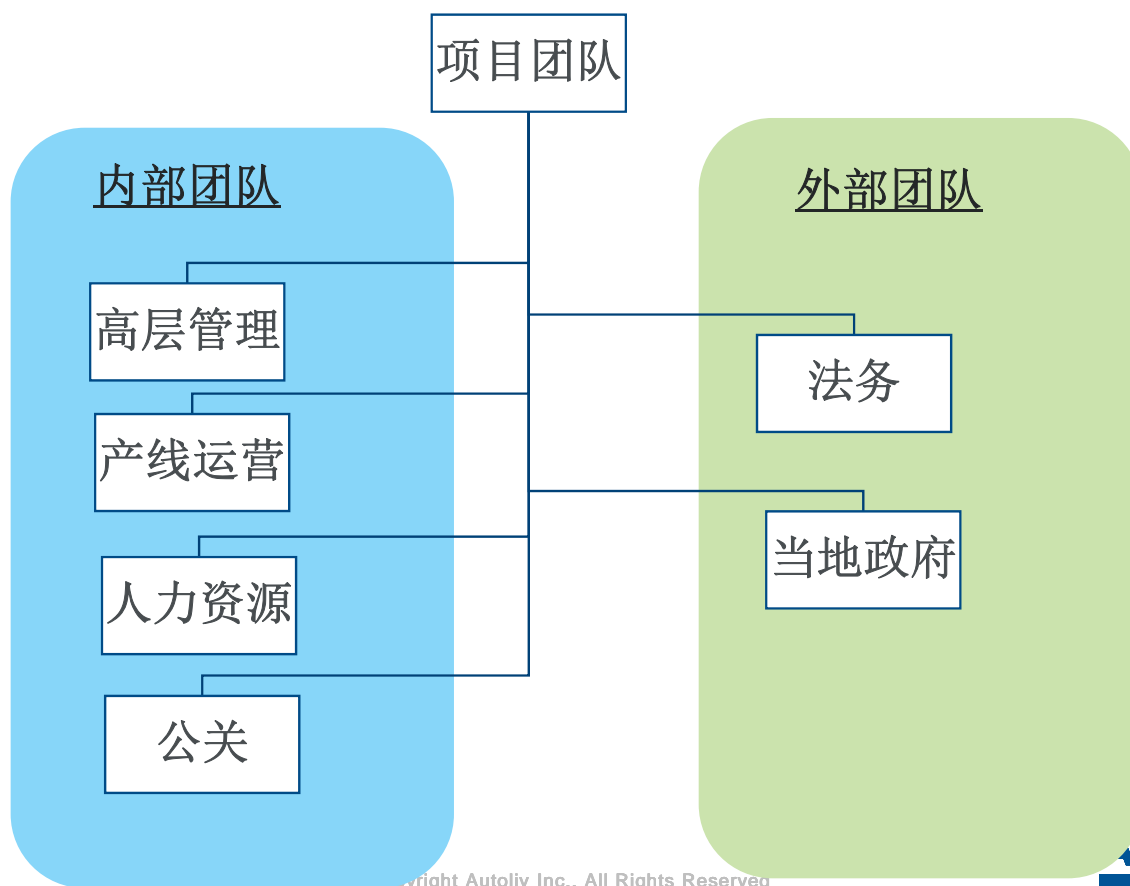 项目团队
内部团队
外部团队
高层管理
法务
产线运营
当地政府
人力资源
公关
Autoliv Inc., All Rights Reserved